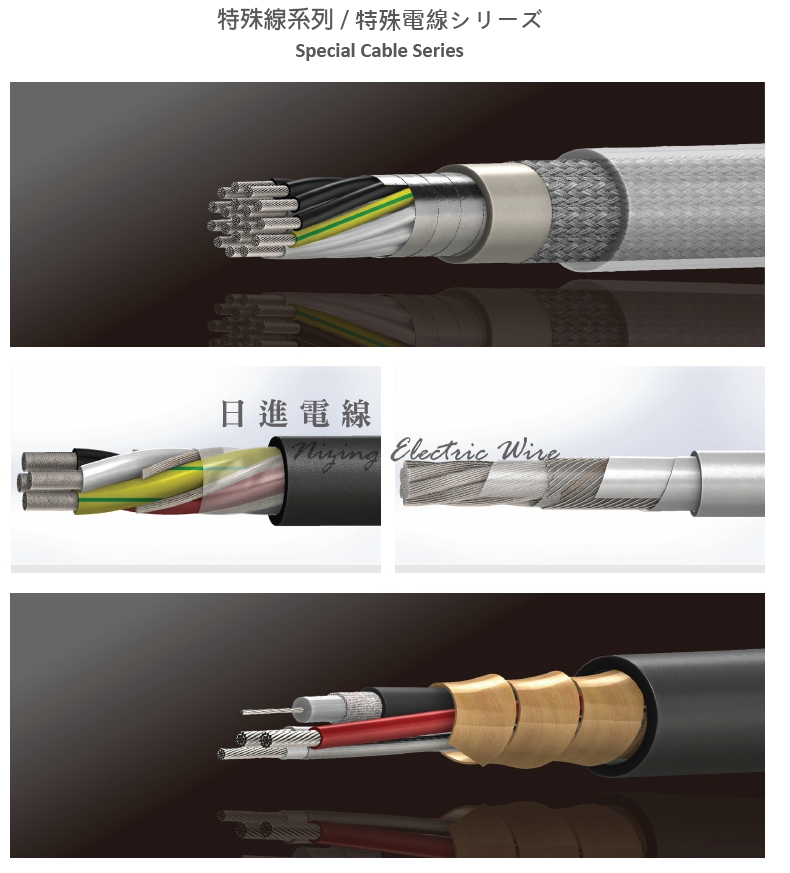 特殊線系列 / 特殊電線シリーズ
Special Cable Series
日進電線
Nizing Electric Wire